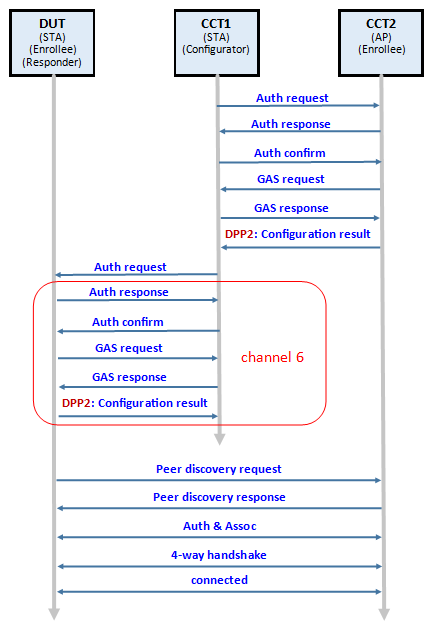 DUT
(STA)
(Enrollee)
(Responder)
CCT1
(STA)
(Configurator)
CCT2
(AP)
(Enrollee)
Auth request
Auth response
Auth confirm
GAS request
GAS response
DPP2: Configuration result
Auth request
Auth response
Auth confirm
GAS request
channel 6
GAS response
DPP2: Configuration result
Peer discovery request
Peer discovery response
Auth & Assoc
4-way handshake
connected